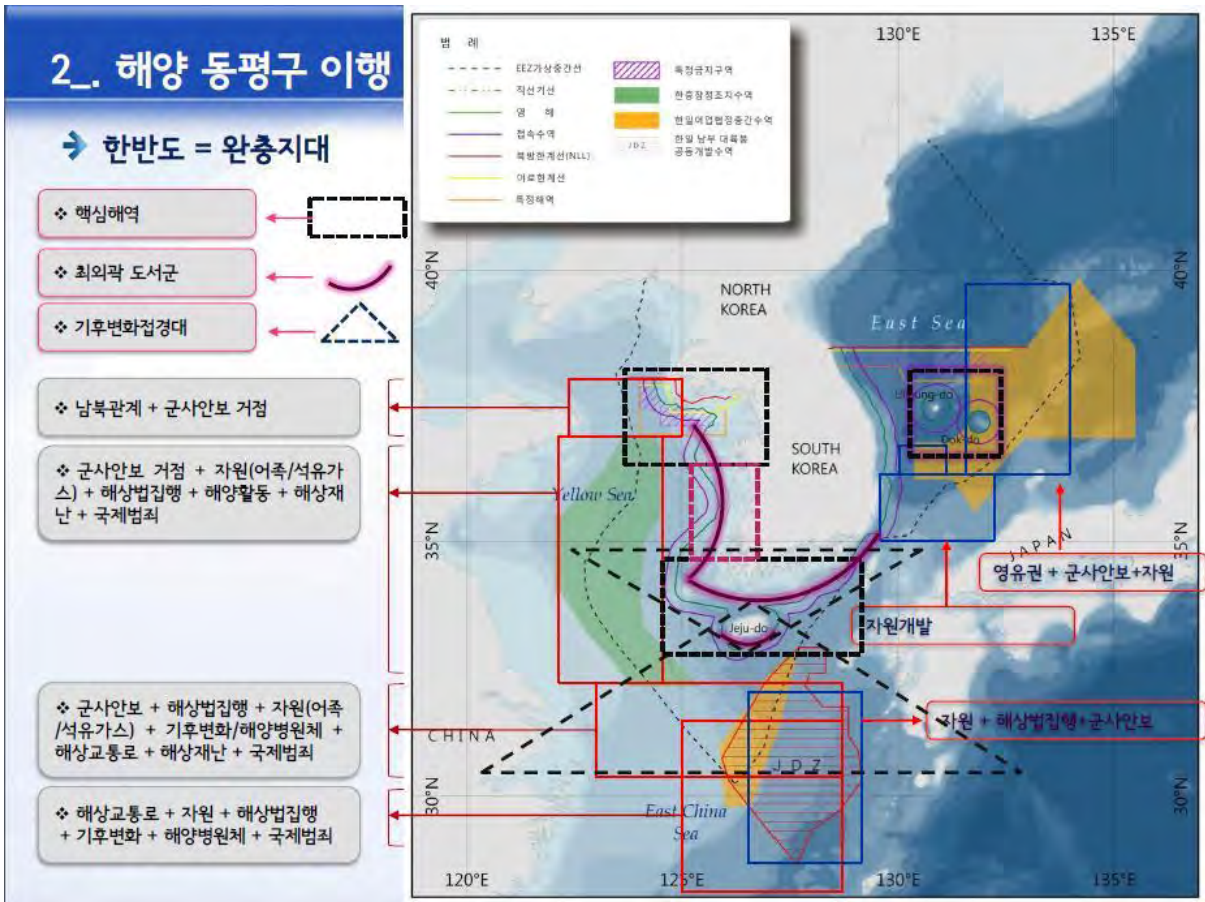 2_. 해양 동평구 이행
한반도 = 완충지대
❖ 핵심해역
❖ 최외곽 도서군
❖ 기후변화접경대
❖ 남북관계 + 군사안보 거점
❖ 군사안보 거점 + 자원(어족/석유가
스) + 해상법집행 + 해양활동 + 해상재
난 + 국제범죄
❖ 군사안보 + 해상법집행 + 자원(어족
/석유가스) + 기후변화/해양병원체 +
해상교통로 + 해상재난 + 국제범죄
❖ 해상교통로 + 자원 + 해상법집행
+ 기후변화 + 해양병원체 + 국제범죄
범 례
EEZ가상중간선
직선기선
영 해
접속수역
북방한계선(NLL)
어로한계선
특정해역
특정금지구역
한중잠정조치수역
한일어업협정중간수역
JDZ
한일 남부 대륙붕
공동개발수역
130°E
135°E
40°N
40°N
NORTH
KOREA
East Sea
Ulleung-do
Dok-do
SOUTH
KOREA
Yellow Sea
35°N
35°N
JAPAN
영유권 + 군사안보+자원
자원개발
Jeju-do
CHINA
자원 + 해상법집행+군사안보
JDZ
30°N
30°N
East China
Sea
120°E
125°E
130°E
135°E